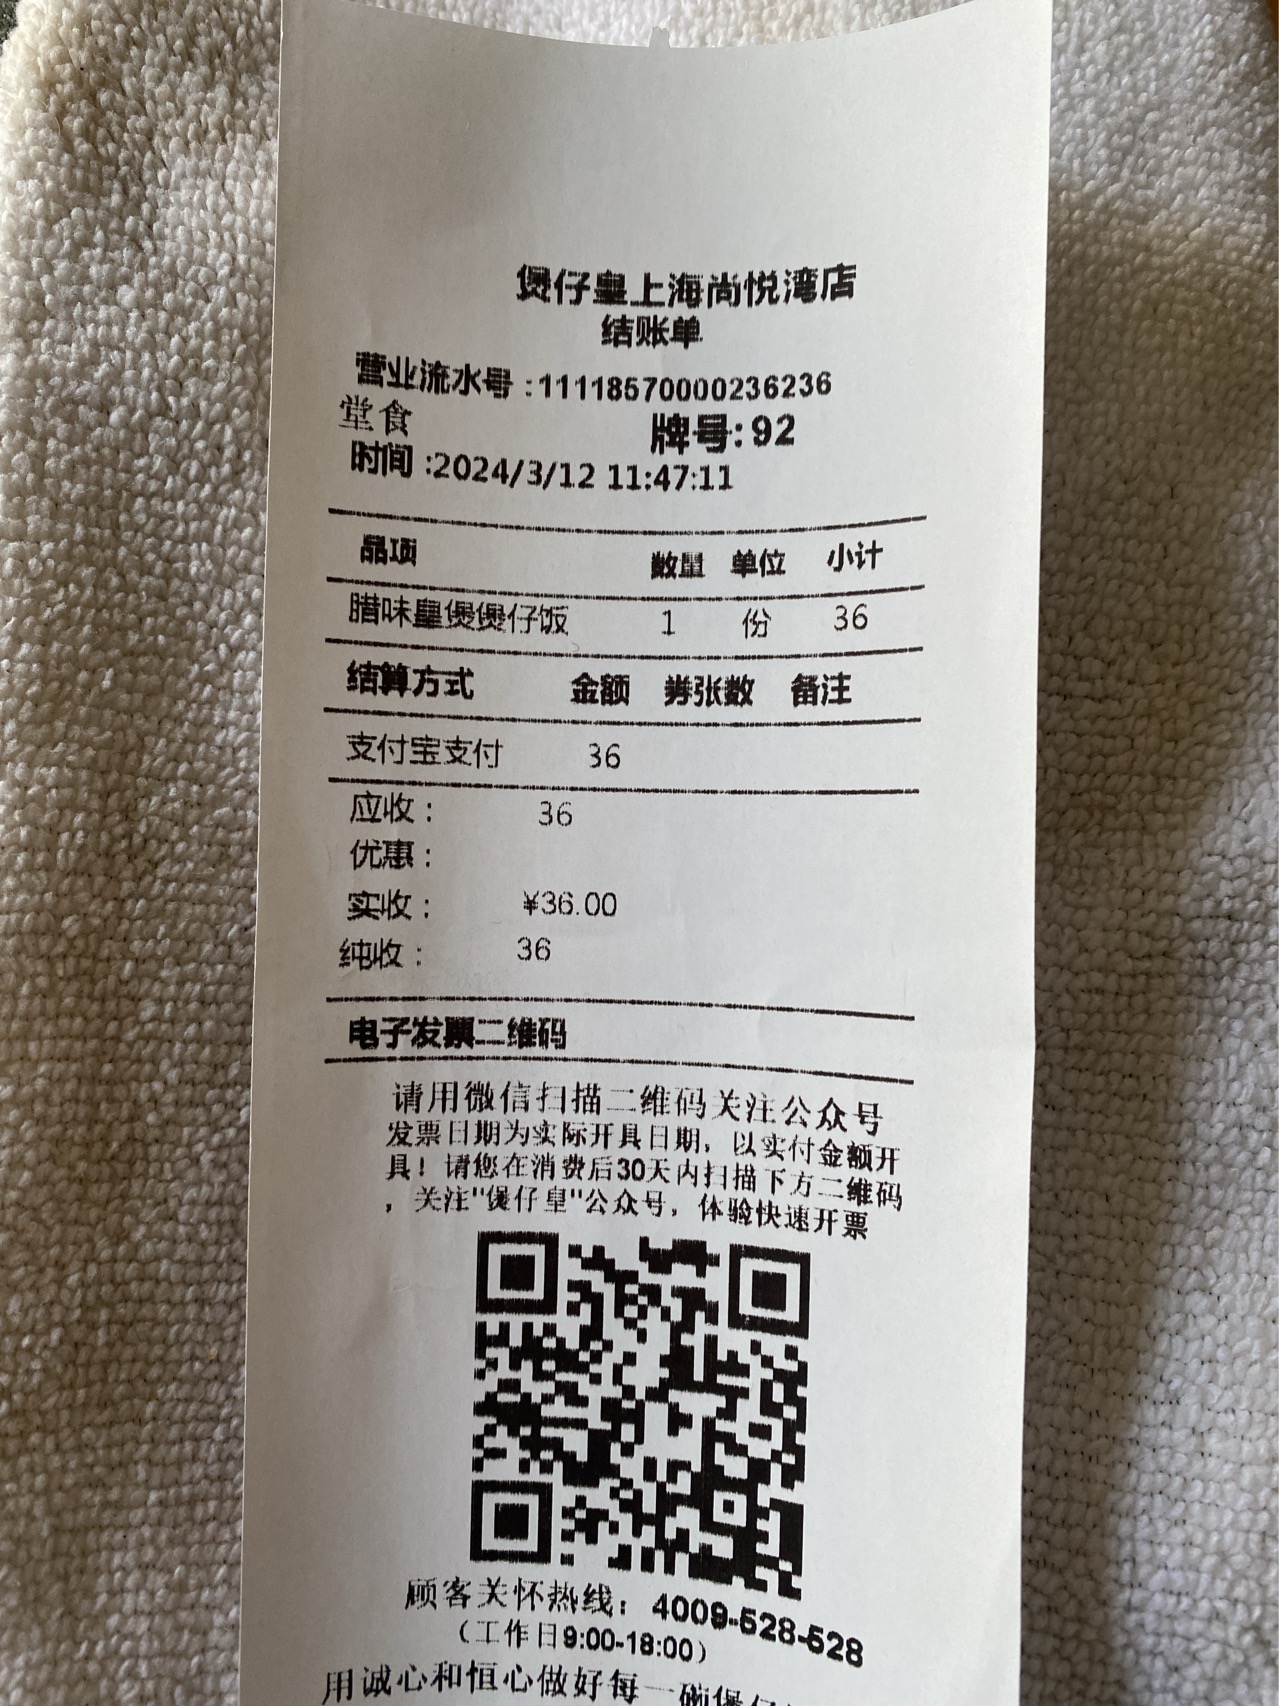 煲仔皇上海尚悦湾店
结账单
营业流水号:11118570000236236
堂食 牌号:92
时间:2024/3/12 11:47:11
品项 数量 单位 小计
腊味皇煲煲仔饭 1 份 36
结算方式 金额 券张数 备注
支付宝支付 36
应收: 36
优惠:
实收: ¥36.00
纯收: 36
电子发票二维码
请用微信扫描二维码关注公众号
发票日期为实际开具日期，以实付金额开
具！请您在消费后30天内扫描下方二维码
，关注"煲仔皇"公众号，体验快速开票
顾客关怀热线：4009-528-528
（工作日9:00-18:00）
用诚心和恒心做好每一碗煲仔